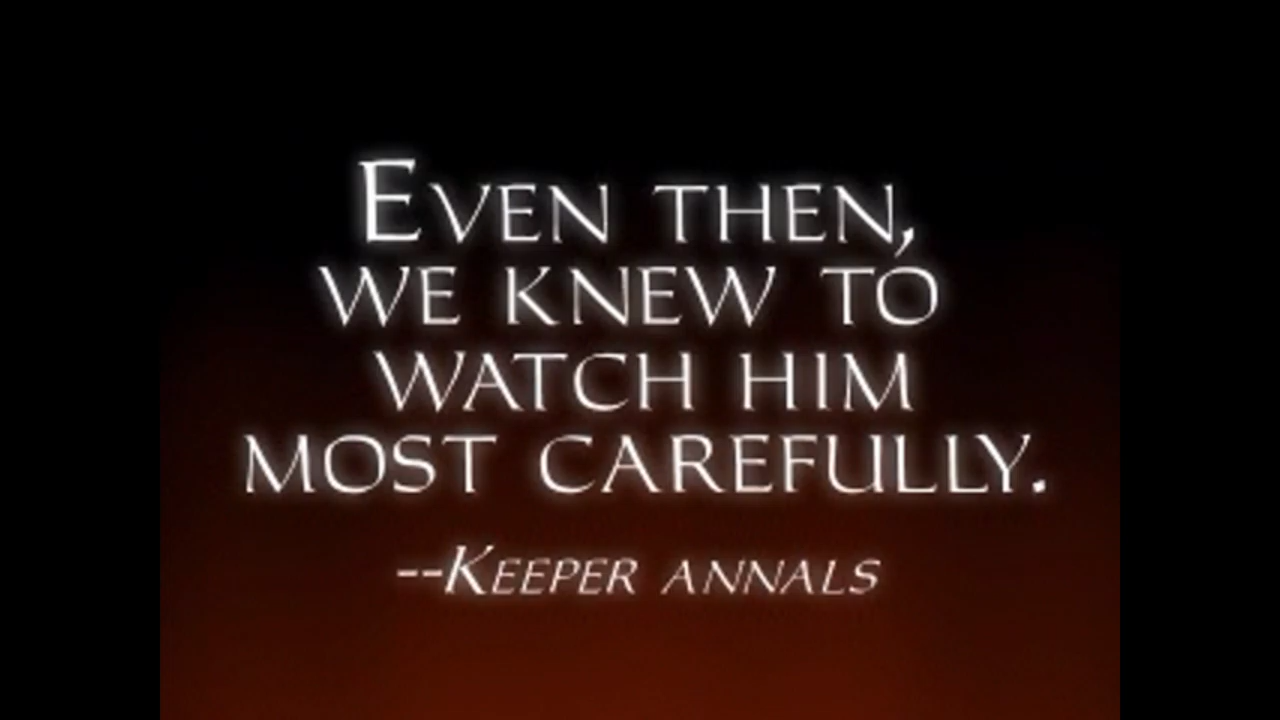 EVEN THEN,
WE KNEW TO
WATCH HIM
MOST CAREFULLY.
--KEEPER ANNALS